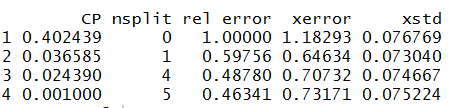 CP nsplit rel error xerror xstd
1 0.402439 0 1.00000 1.18293 0.076769
2 0.036585 1 0.59756 0.64634 0.073040
3 0.024390 4 0.48780 0.70732 0.074667
4 0.001000 5 0.46341 0.73171 0.075224